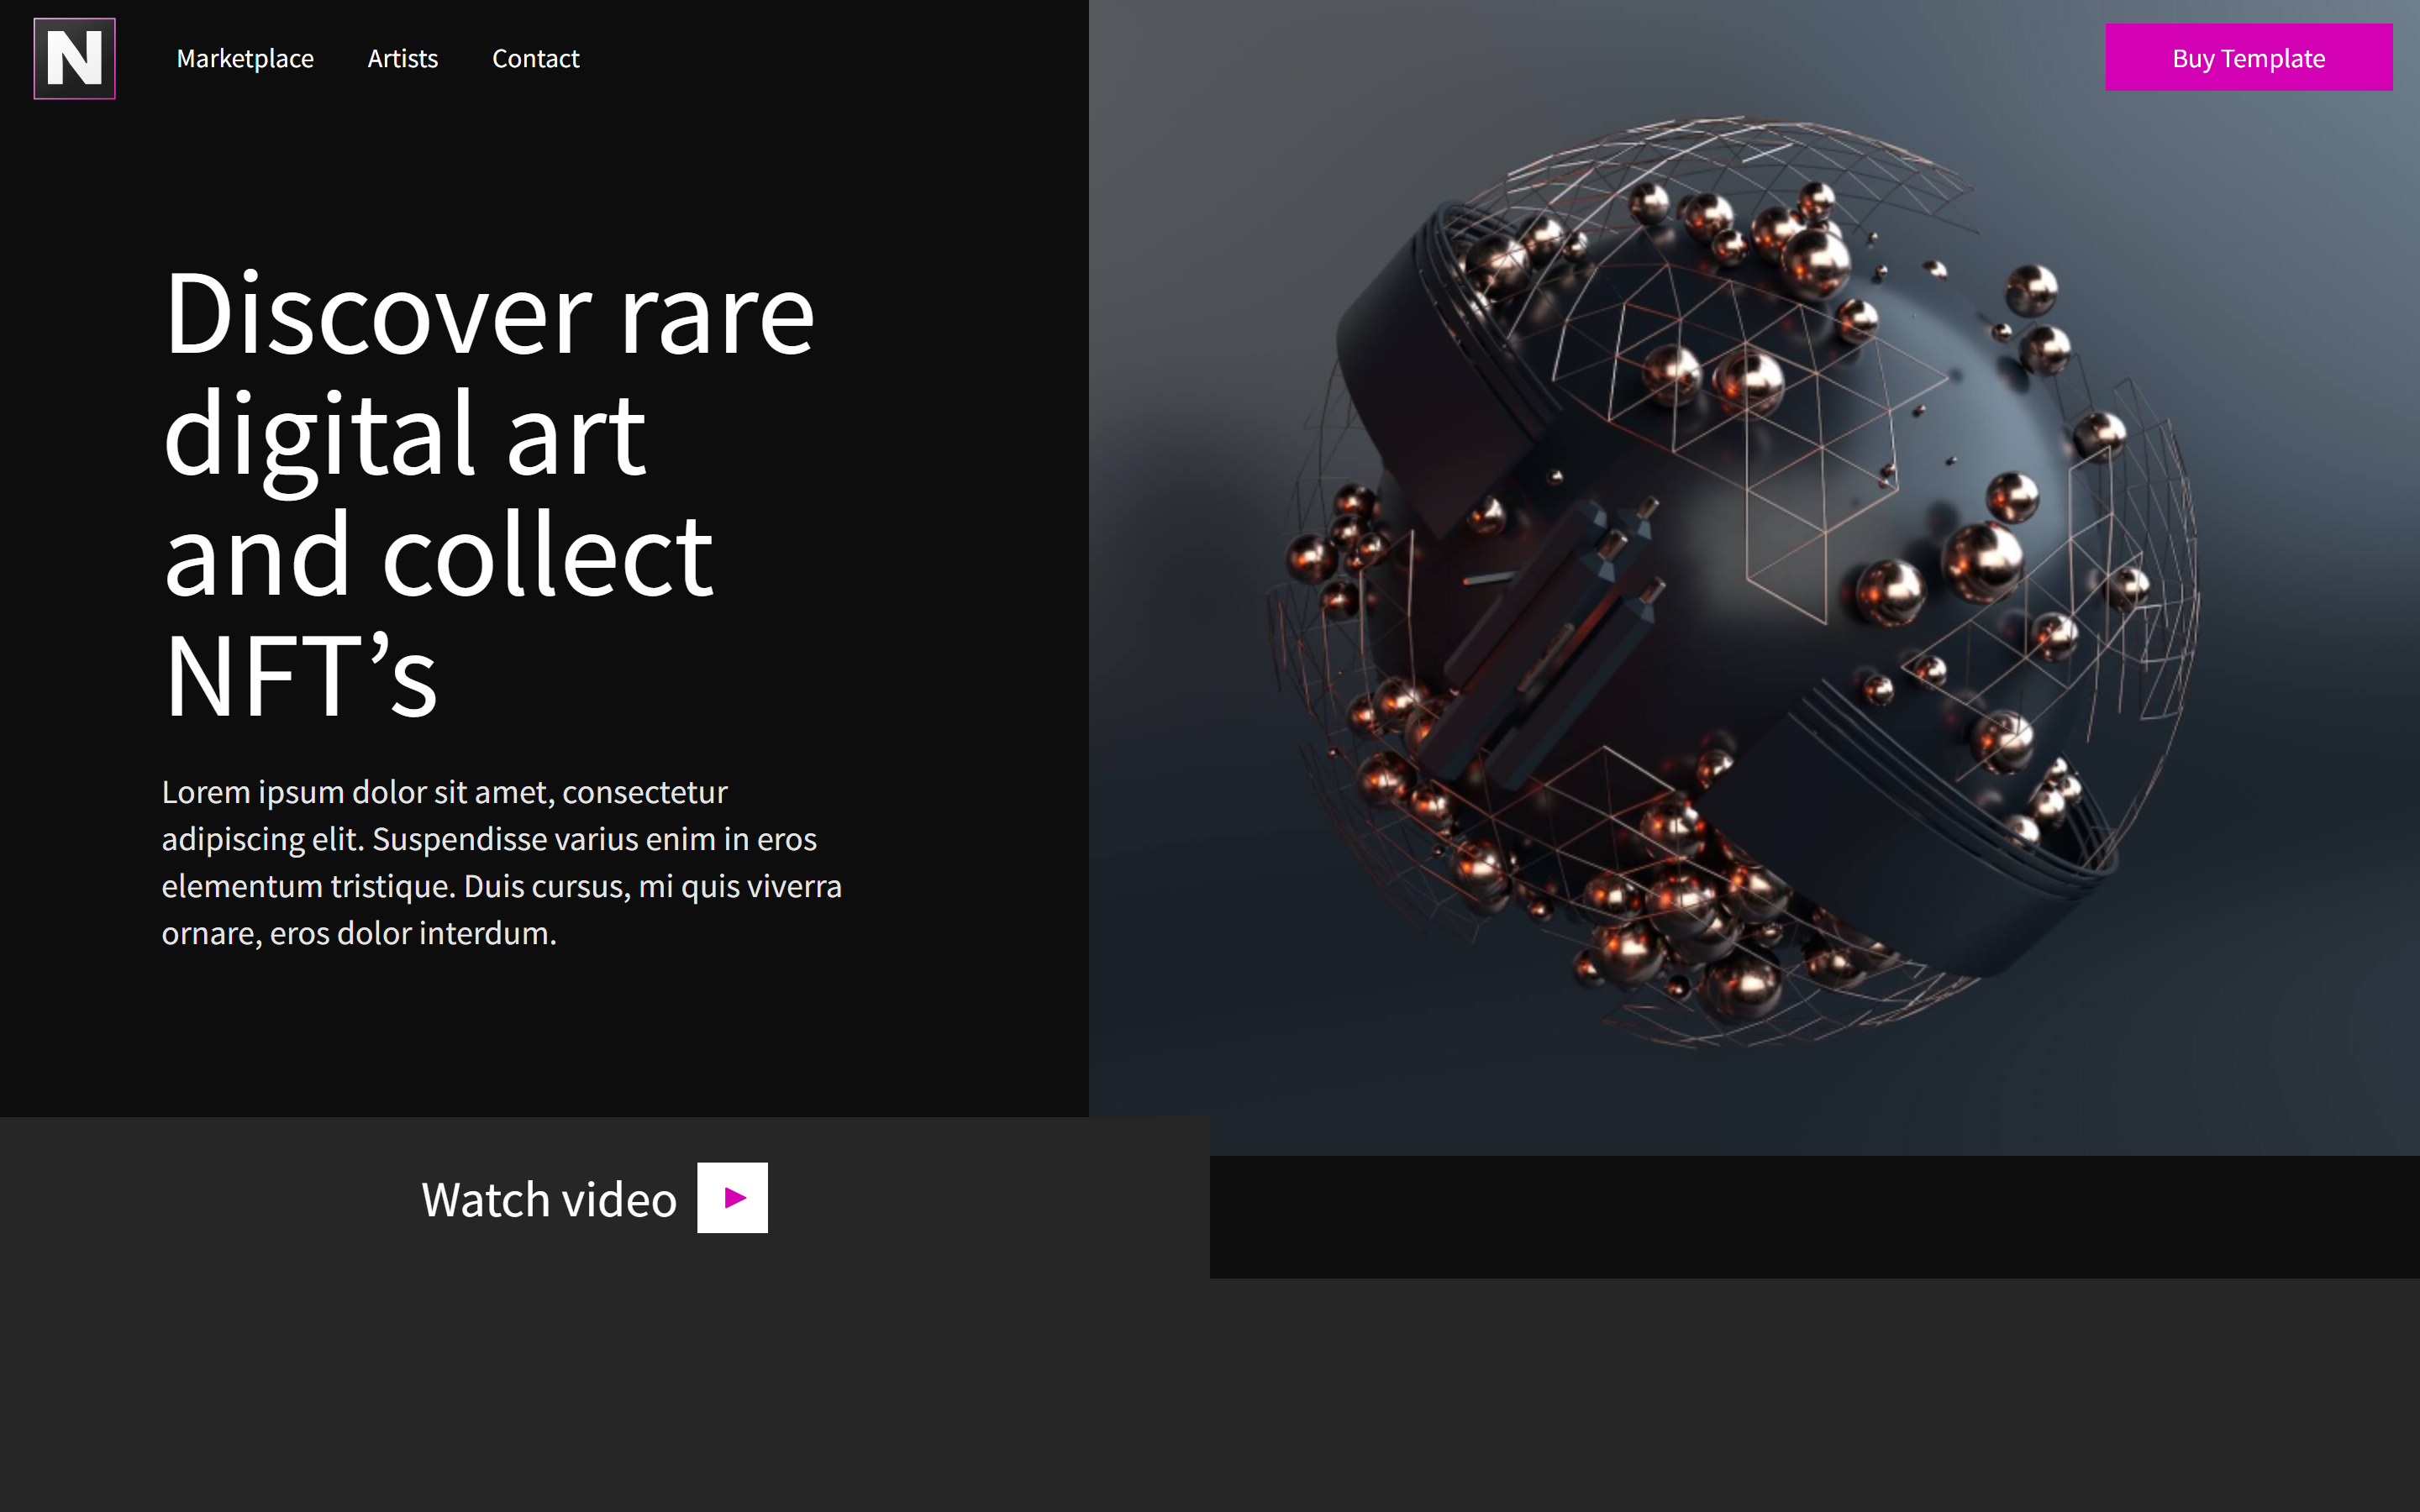 N
Marketplace
Artists
Contact
Buy Template
Discover rare
digital art
and collect
NFT’s
Lorem ipsum dolor sit amet, consectetur
adipiscing elit. Suspendisse varius enim in eros
elementum tristique. Duis cursus, mi quis viverra
ornare, eros dolor interdum.
Watch video